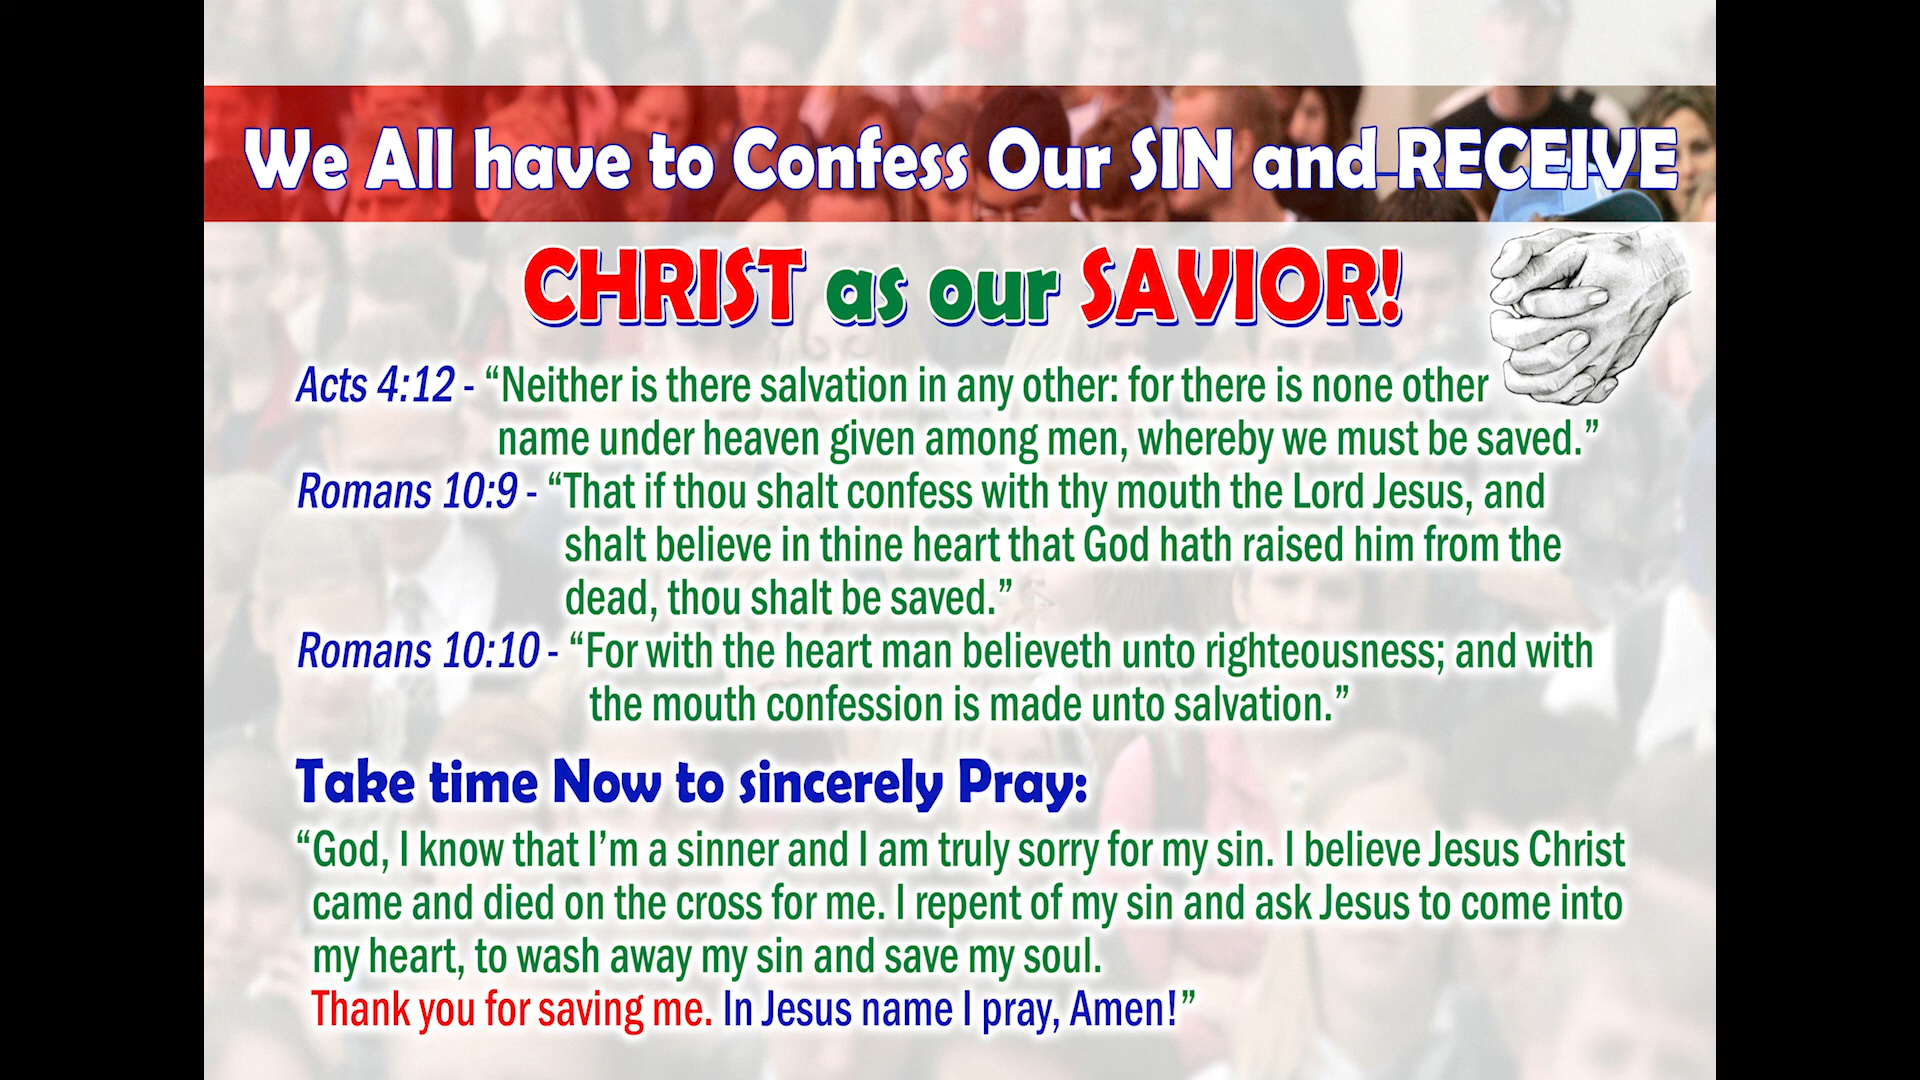 We All have to Confess Our SIN and RECEIVE
CHRIST as our SAVIOR!
Acts 4:12 - “Neither is there salvation in any other: for there is none other
name under heaven given among men, whereby we must be saved.”
Romans 10:9 - “That if thou shalt confess with thy mouth the Lord Jesus, and
shalt believe in thine heart that God hath raised him from the
dead, thou shalt be saved.”
Romans 10:10 - “For with the heart man believeth unto righteousness; and with
the mouth confession is made unto salvation.”
Take time Now to sincerely Pray:
“God, I know that I’m a sinner and I am truly sorry for my sin. I believe Jesus Christ
came and died on the cross for me. I repent of my sin and ask Jesus to come into
my heart, to wash away my sin and save my soul.
Thank you for saving me. In Jesus name I pray, Amen!”